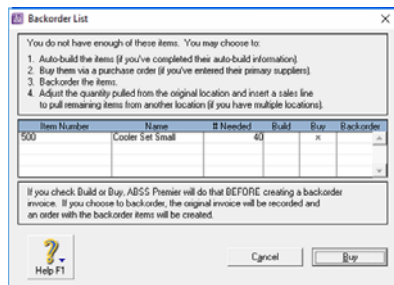 Backorder List
You do not have enough of these items. You may choose to:
1. Auto-build the items (if you've completed their auto-build information).
2. Buy them via a purchase order (if you've entered their primary suppliers).
3. Backorder the items.
4. Adjust the quantity pulled from the original location and insert a sales line
to pull remaining items from another location (if you have multiple locations).
Item Number Name # Needed Build Buy Backorder
500 Cooler Set Small 40 x
If you check Build or Buy, ABSS Premier will do that BEFORE creating a backorder
invoice. If you choose to backorder, the original invoice will be recorded and
an order with the backorder items will be created.
Help F1
Cancel Buy